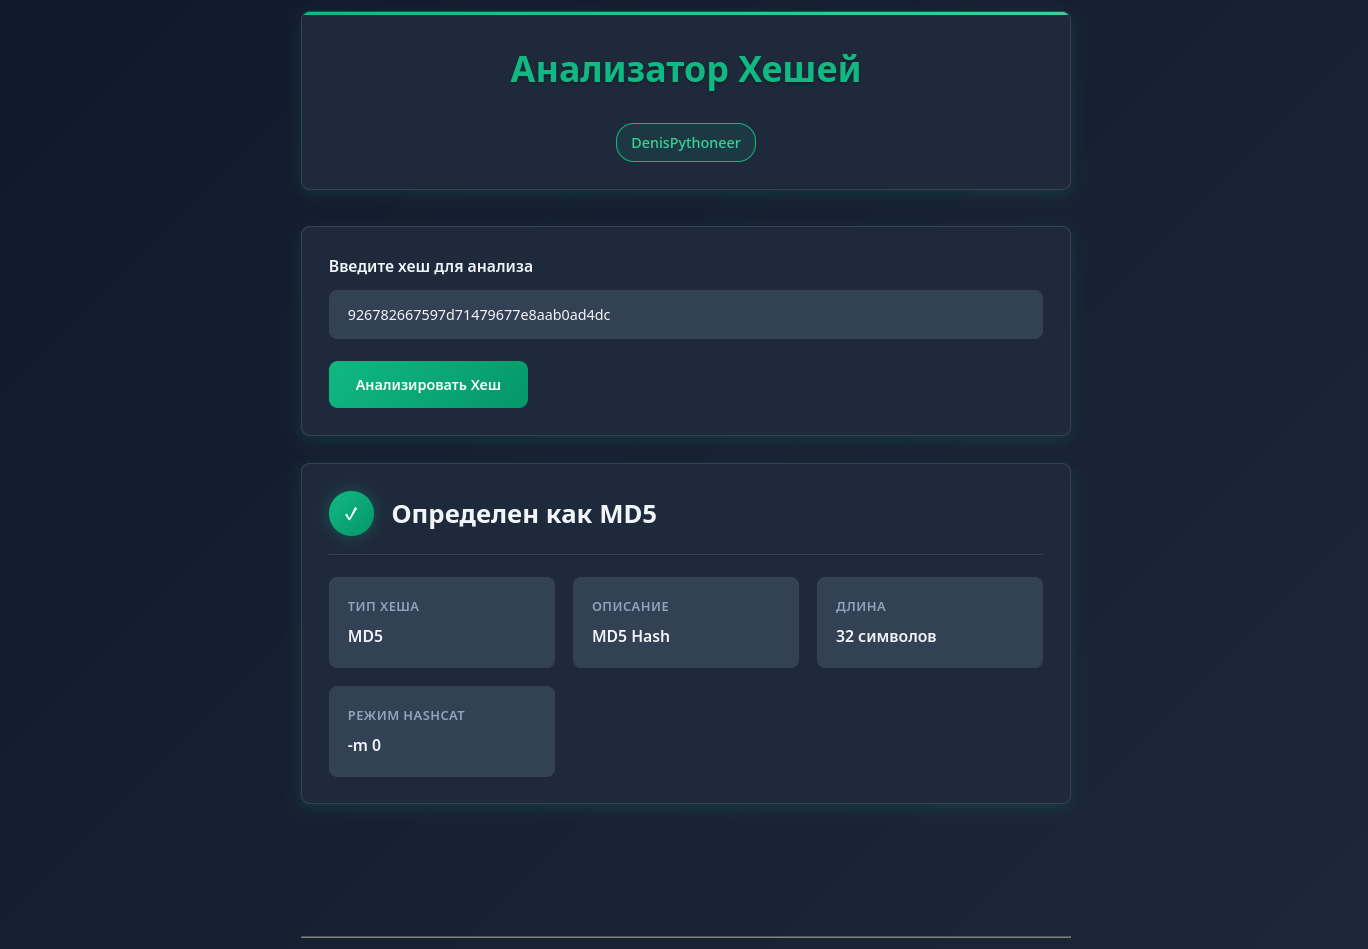 Анализатор Хешей
DenisPythoneer
Введите хеш для анализа
926782667597d71479677e8aab0ad4dc
Анализировать Хеш
✓ Определен как MD5
ТИП ХЕША
MD5
ОПИСАНИЕ
MD5 Hash
ДЛИНА
32 символов
РЕЖИМ HASHCAT
-m 0